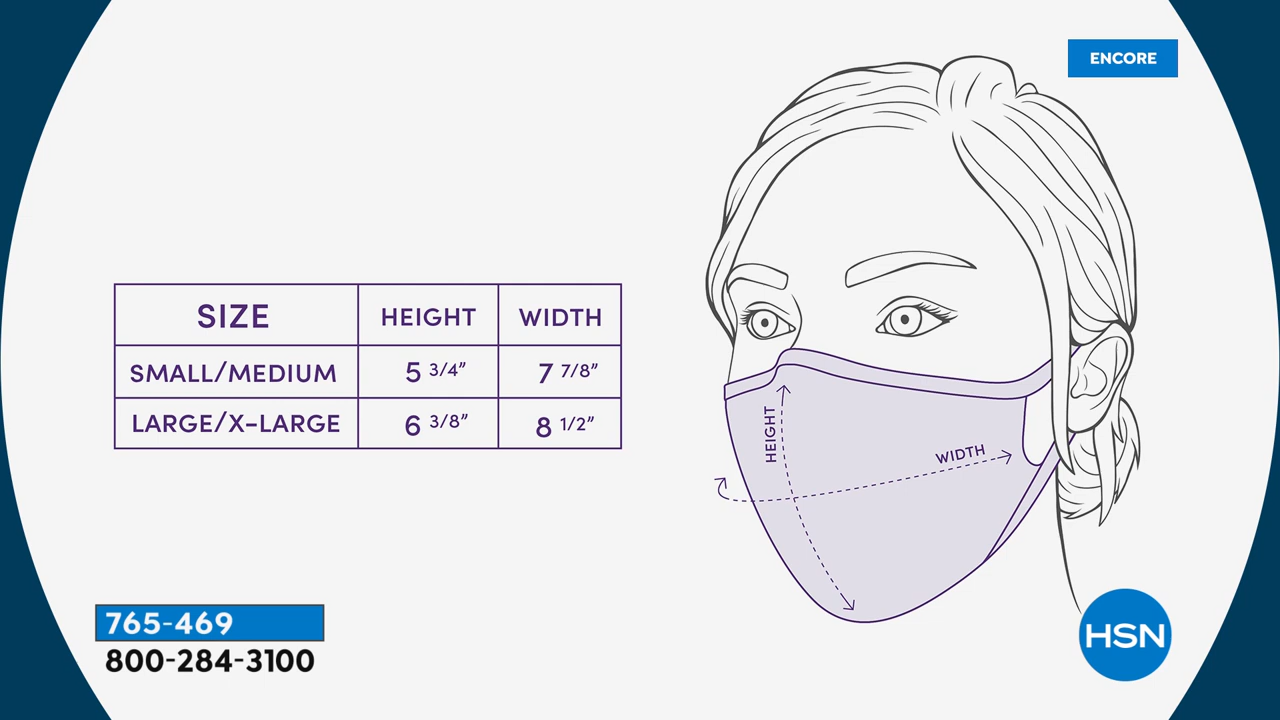 ENCORE
SIZE HEIGHT WIDTH
SMALL/MEDIUM 5 3/4” 7 7/8”
LARGE/X-LARGE 6 3/8” 8 1/2”
HEIGHT
WIDTH
765-469
800-284-3100
HSN